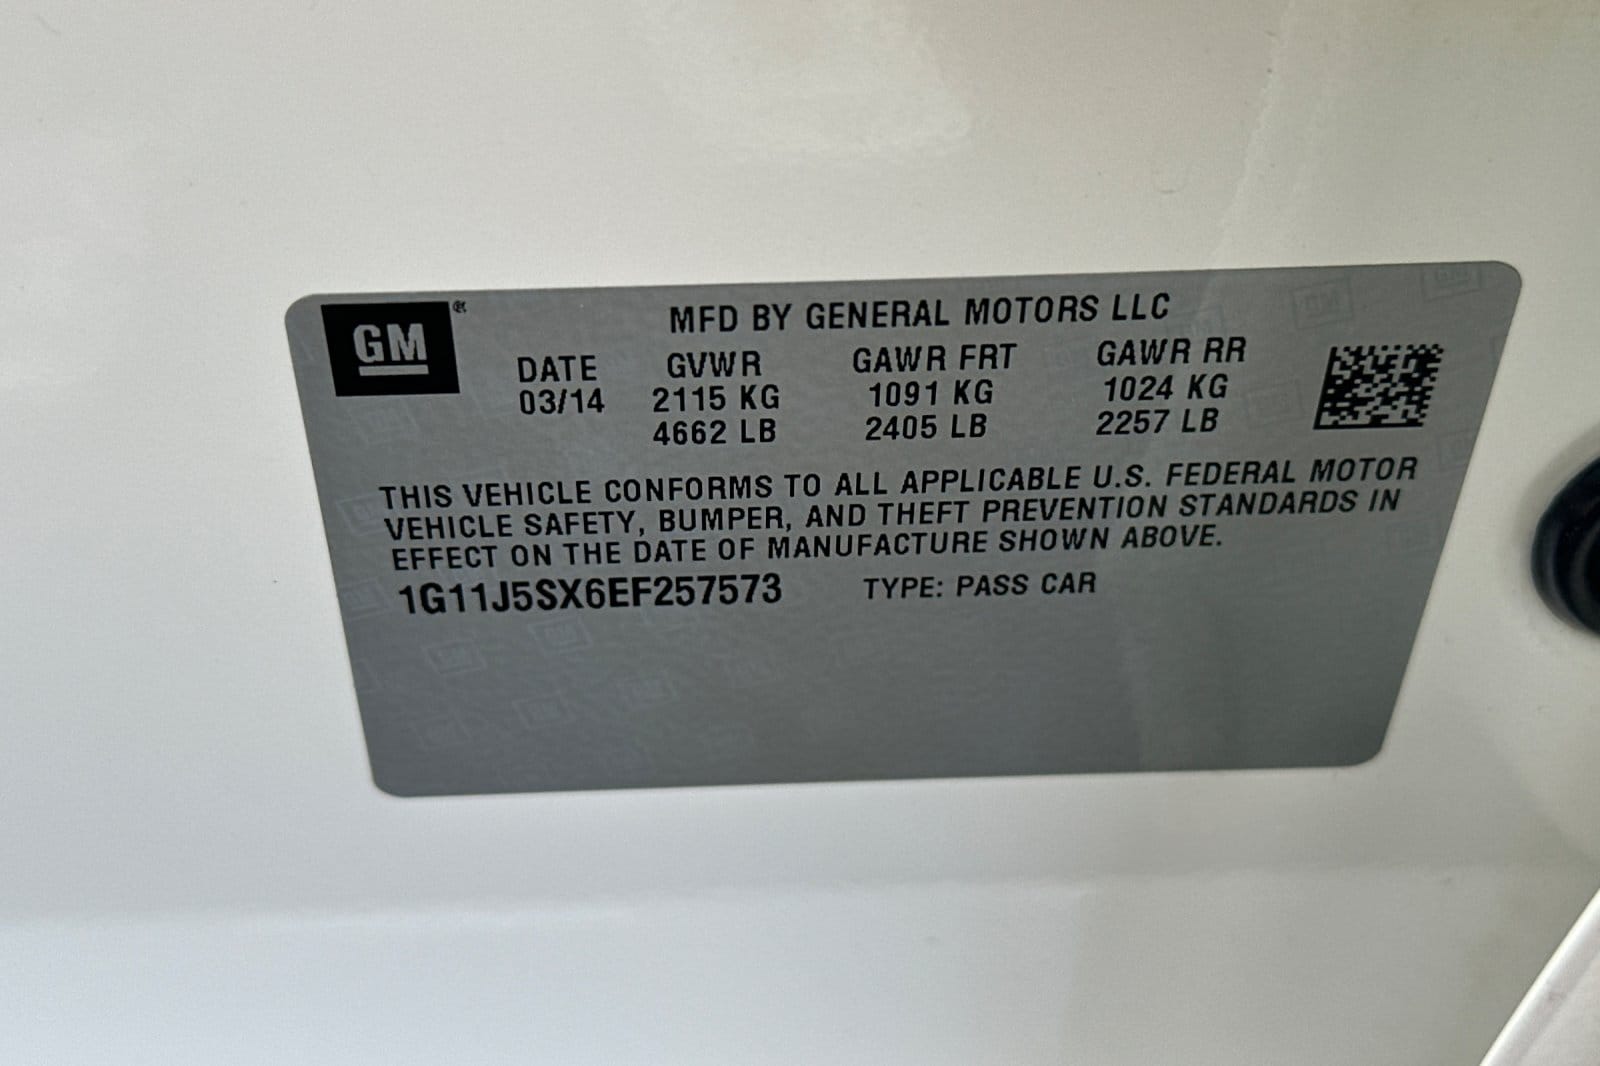 GM ®
MFD BY GENERAL MOTORS LLC
DATE GVWR GAWR FRT GAWR RR
03/14 2115 KG 1091 KG 1024 KG
4662 LB 2405 LB 2257 LB
THIS VEHICLE CONFORMS TO ALL APPLICABLE U.S. FEDERAL MOTOR
VEHICLE SAFETY, BUMPER, AND THEFT PREVENTION STANDARDS IN
EFFECT ON THE DATE OF MANUFACTURE SHOWN ABOVE.
1G11J5SX6EF257573 TYPE: PASS CAR